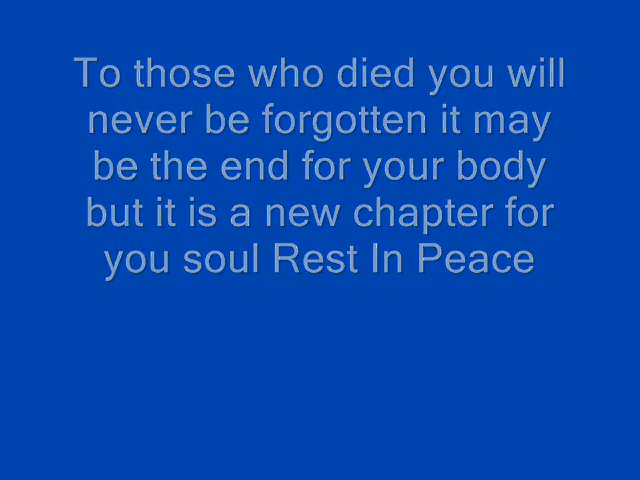 To those who died you will
never be forgotten it may
be the end for your body
but it is a new chapter for
you soul Rest In Peace